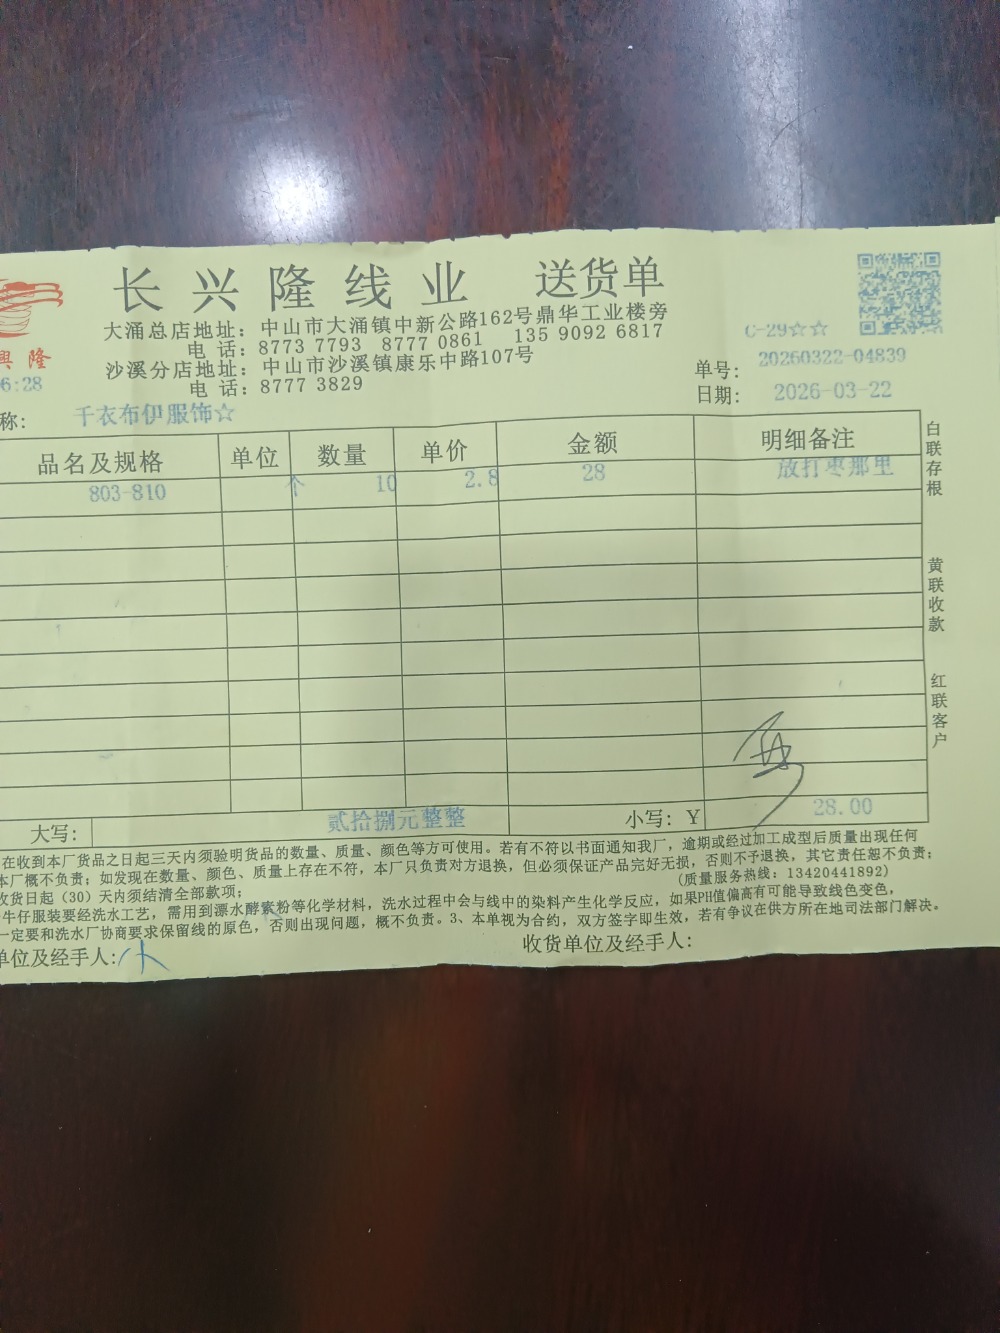 长兴隆线业 送货单
大涌总店地址：中山市大涌镇中新公路162号鼎华工业楼旁
电 话：8773 7793 8777 0861 135 9092 6817
C-29☆☆
興 隆
沙溪分店地址：中山市沙溪镇康乐中路107号
单号： 20260322-04839
6:28
电 话：8777 3829
日期： 2026-03-22
称： 千衣布伊服饰☆
品名及规格 单位 数量 单价 金额 明细备注
803-810 个 10 2.8 28 放打枣那里
白联存根
黄联收款
红联客户
大写： 贰拾捌元整整 小写：￥ 28.00
在收到本厂货品之日起三天内须验明货品的数量、质量、颜色等方可使用。若有不符以书面通知我厂，逾期或经过加工成型后质量出现任何
本厂概不负责；如发现在数量、颜色、质量上存在不符，本厂只负责对方退换，但必须保证产品完好无损，否则不予退换，其它责任恕不负责；
收货日起（30）天内须结清全部款项；
(质量服务热线：13420441892)
牛仔服装要经洗水工艺，需用到漂水酵素粉等化学材料，洗水过程中会与线中的染料产生化学反应，如果PH值偏高有可能导致线色变色，
一定要和洗水厂协商要求保留线的原色，否则出现问题，概不负责。3、本单视为合约，双方签字即生效，若有争议在供方所在地司法部门解决。
单位及经手人： 收货单位及经手人：